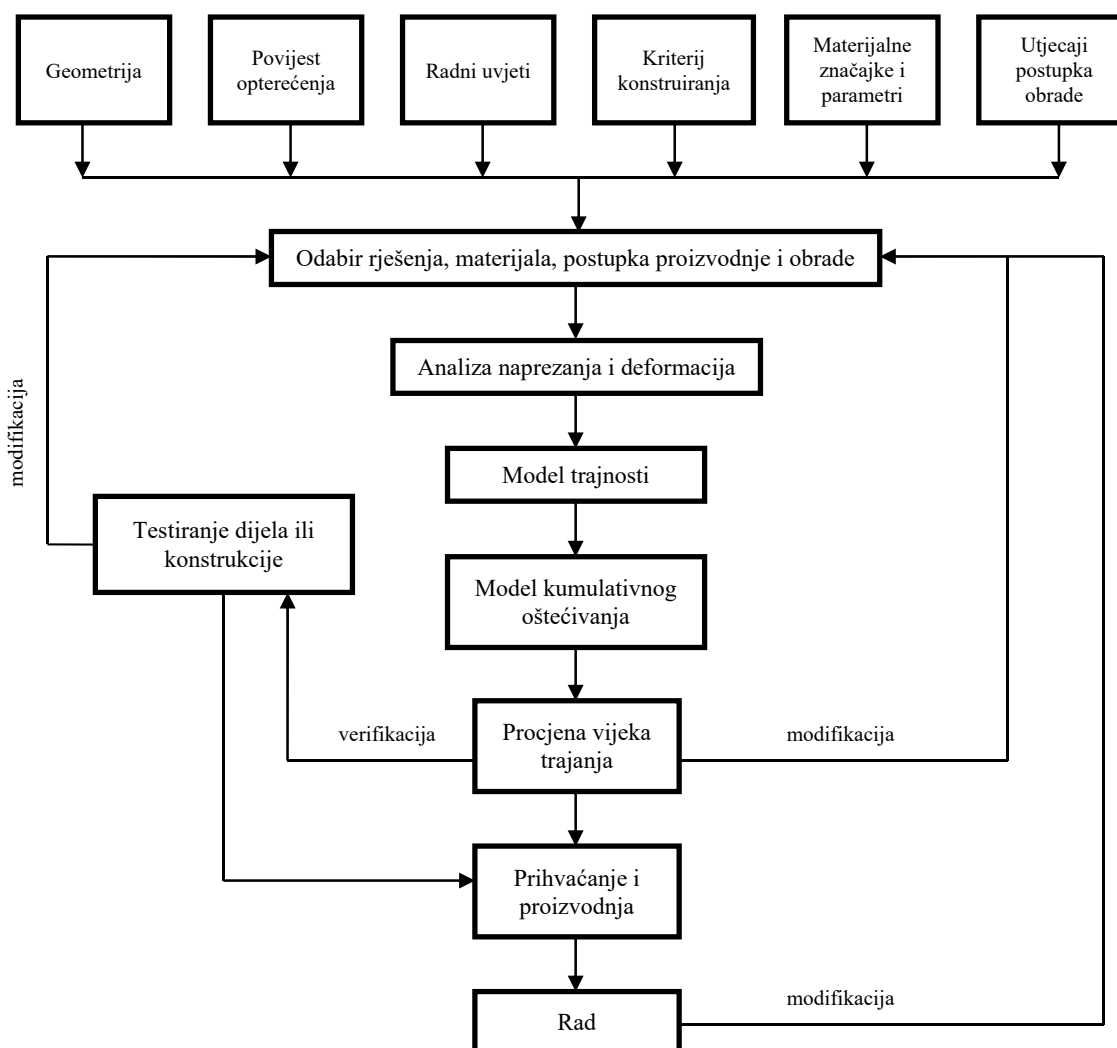 Geometrija
Povijest
opterećenja
Radni uvjeti
Kriterij
konstruiranja
Materijalne
značajke i
parametri
Utjecaji
postupka
obrade
Odabir rješenja, materijala, postupka proizvodnje i obrade
Analiza naprezanja i deformacija
modifikacija
Model trajnosti
Testiranje dijela ili
konstrukcije
Model kumulativnog
oštećivanja
verifikacija
Procjena vijeka
trajanja
modifikacija
Prihvaćanje i
proizvodnja
Rad
modifikacija